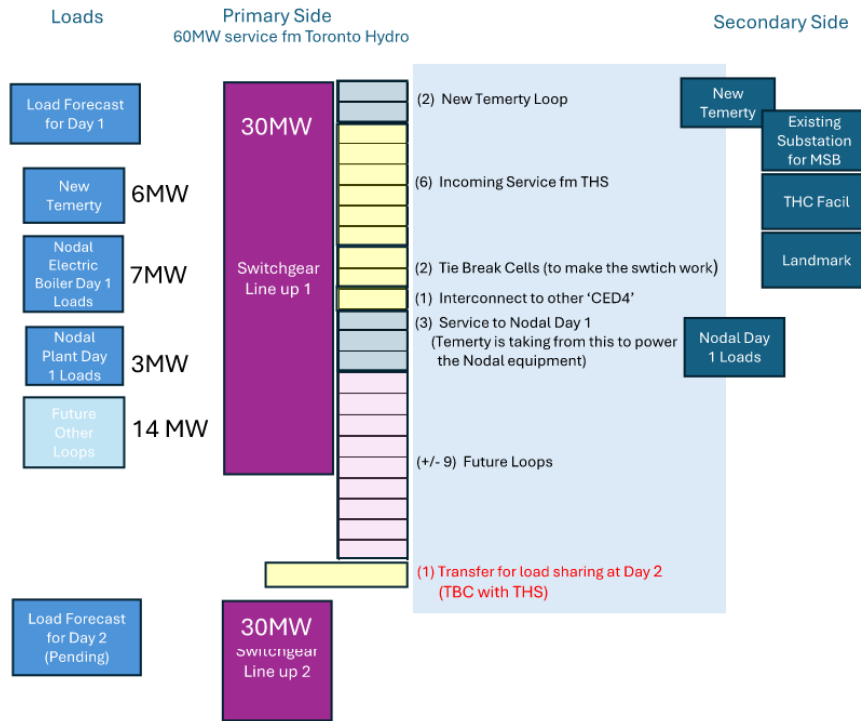 Loads
Primary Side
60MW service fm Toronto Hydro
Secondary Side
Load Forecast
for Day 1
New
Temerty
6MW
Nodal
Electric
Boiler Day 1
Loads
7MW
Nodal
Plant Day
1 Loads
3MW
Future
Other
Loops
14 MW
Load Forecast
for Day 2
(Pending)
30MW
Switchgear
Line up 1
30MW
Switchgear
Line up 2
(2) New Temerty Loop
(6) Incoming Service fm THS
(2) Tie Break Cells (to make the swtich work)
(1) Interconnect to other ‘CED4’
(3) Service to Nodal Day 1
(Temerty is taking from this to power
the Nodal equipment)
(+/- 9) Future Loops
(1) Transfer for load sharing at Day 2
(TBC with THS)
New
Temerty
Existing
Substation
for MSB
THC Facil
Landmark
Nodal Day
1 Loads